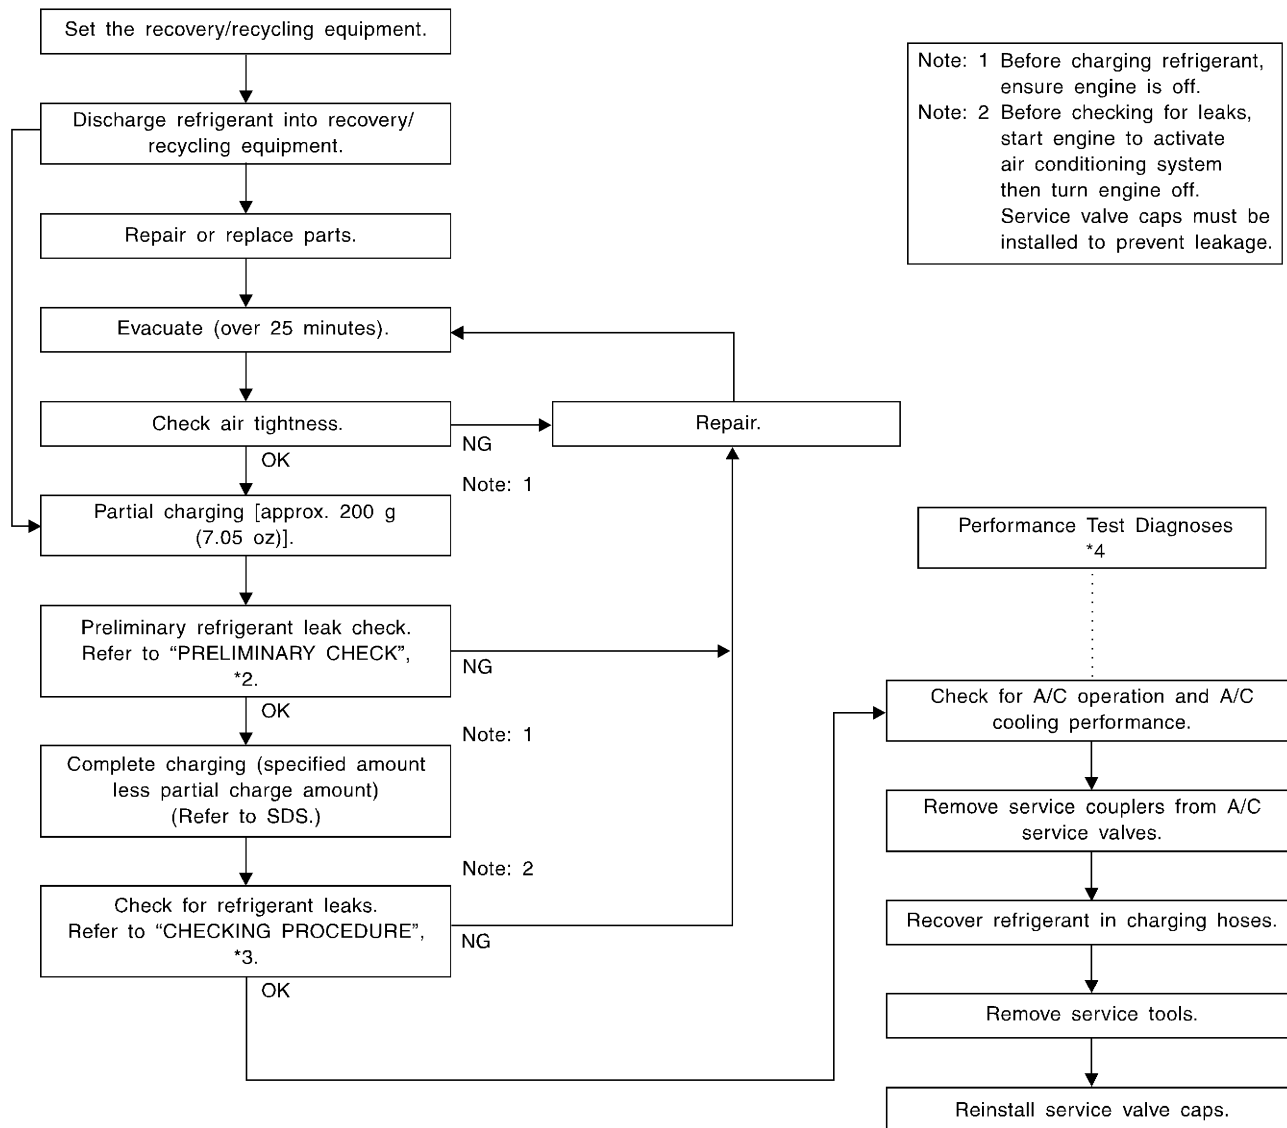 Set the recovery/recycling equipment.
Discharge refrigerant into recovery/
recycling equipment.
Repair or replace parts.
Evacuate (over 25 minutes).
Check air tightness.
NG
OK
Repair.
Note: 1
Partial charging [approx. 200 g
(7.05 oz)].
Preliminary refrigerant leak check.
Refer to “PRELIMINARY CHECK”,
*2.
NG
OK
Note: 1
Complete charging (specified amount
less partial charge amount)
(Refer to SDS.)
Note: 2
Check for refrigerant leaks.
Refer to “CHECKING PROCEDURE”,
*3.
NG
OK
Note: 1 Before charging refrigerant,
ensure engine is off.
Note: 2 Before checking for leaks,
start engine to activate
air conditioning system
then turn engine off.
Service valve caps must be
installed to prevent leakage.
Performance Test Diagnoses
*4
Check for A/C operation and A/C
cooling performance.
Remove service couplers from A/C
service valves.
Recover refrigerant in charging hoses.
Remove service tools.
Reinstall service valve caps.